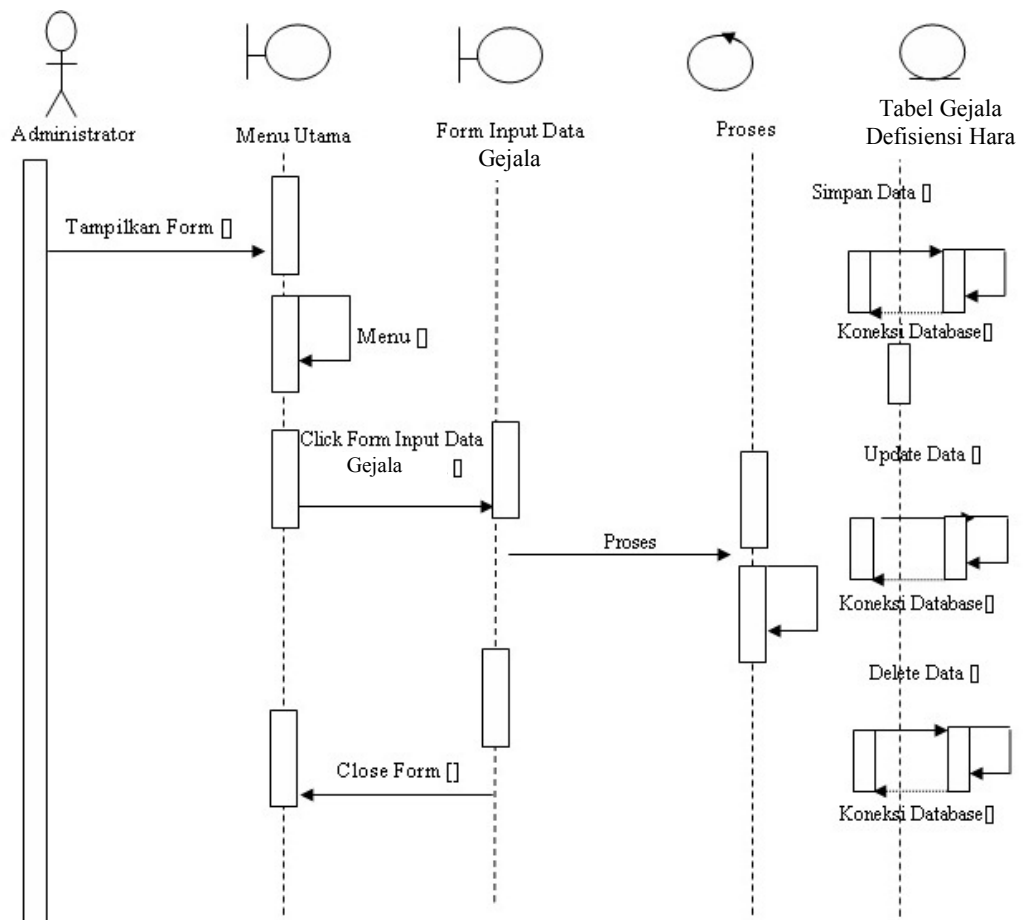 Administrator
Menu Utama
Form Input Data
Gejala
Proses
Tabel Gejala
Defisiensi Hara
Simpan Data []
Tampilkan Form []
Koneksi Database[]
Menu []
Click Form Input Data
Gejala []
Update Data []
Proses
Koneksi Database[]
Delete Data []
Close Form []
Koneksi Database[]